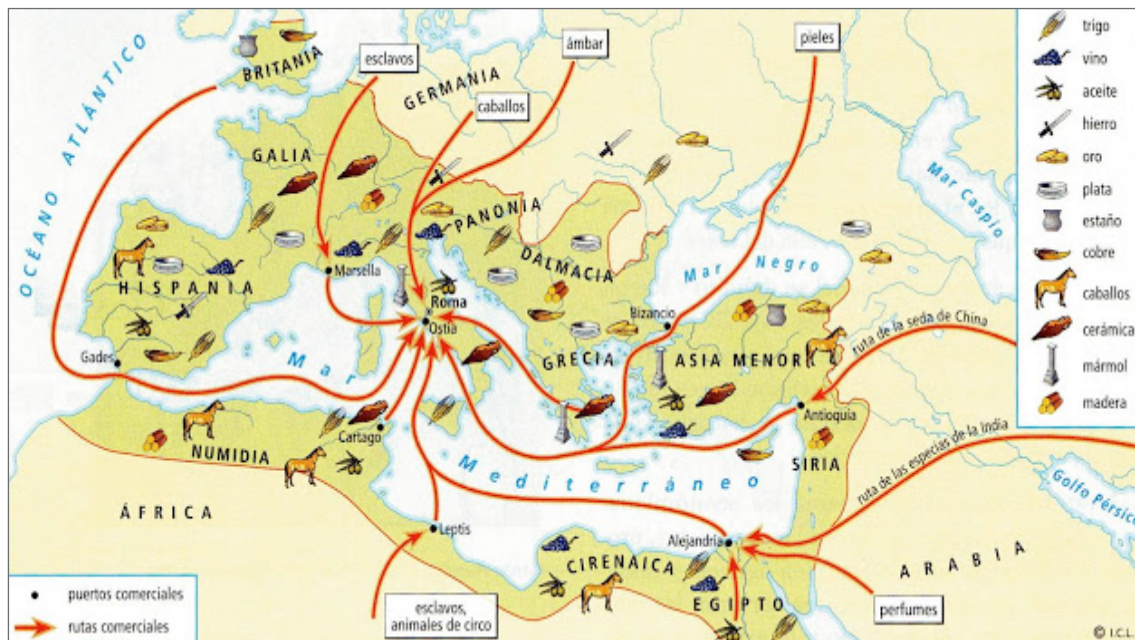 OCÉANO ATLÁNTICO
BRITANIA
esclavos
ámbar
pieles
GERMANIA
caballos
GALIA
PANONIA
DALMACIA
HISPANIA
Marsella
Roma
Ostia
Mar Negro
Mar Caspio
Bizancio
GRECIA
ASIA MENOR
ruta de la seda de China
Gades
Mar
Mediterráneo
Antioquía
SIRIA
ruta de las especias de la India
Cartago
NUMIDIA
ÁFRICA
Leptis
Alejandría
CIRENAICA
EGIPTO
ARABIA
Golfo Pérsico
esclavos,
animales de circo
perfumes
trigo
vino
aceite
hierro
oro
plata
estaño
cobre
caballos
cerámica
mármol
madera
puertos comerciales
rutas comerciales
© I.C.L.